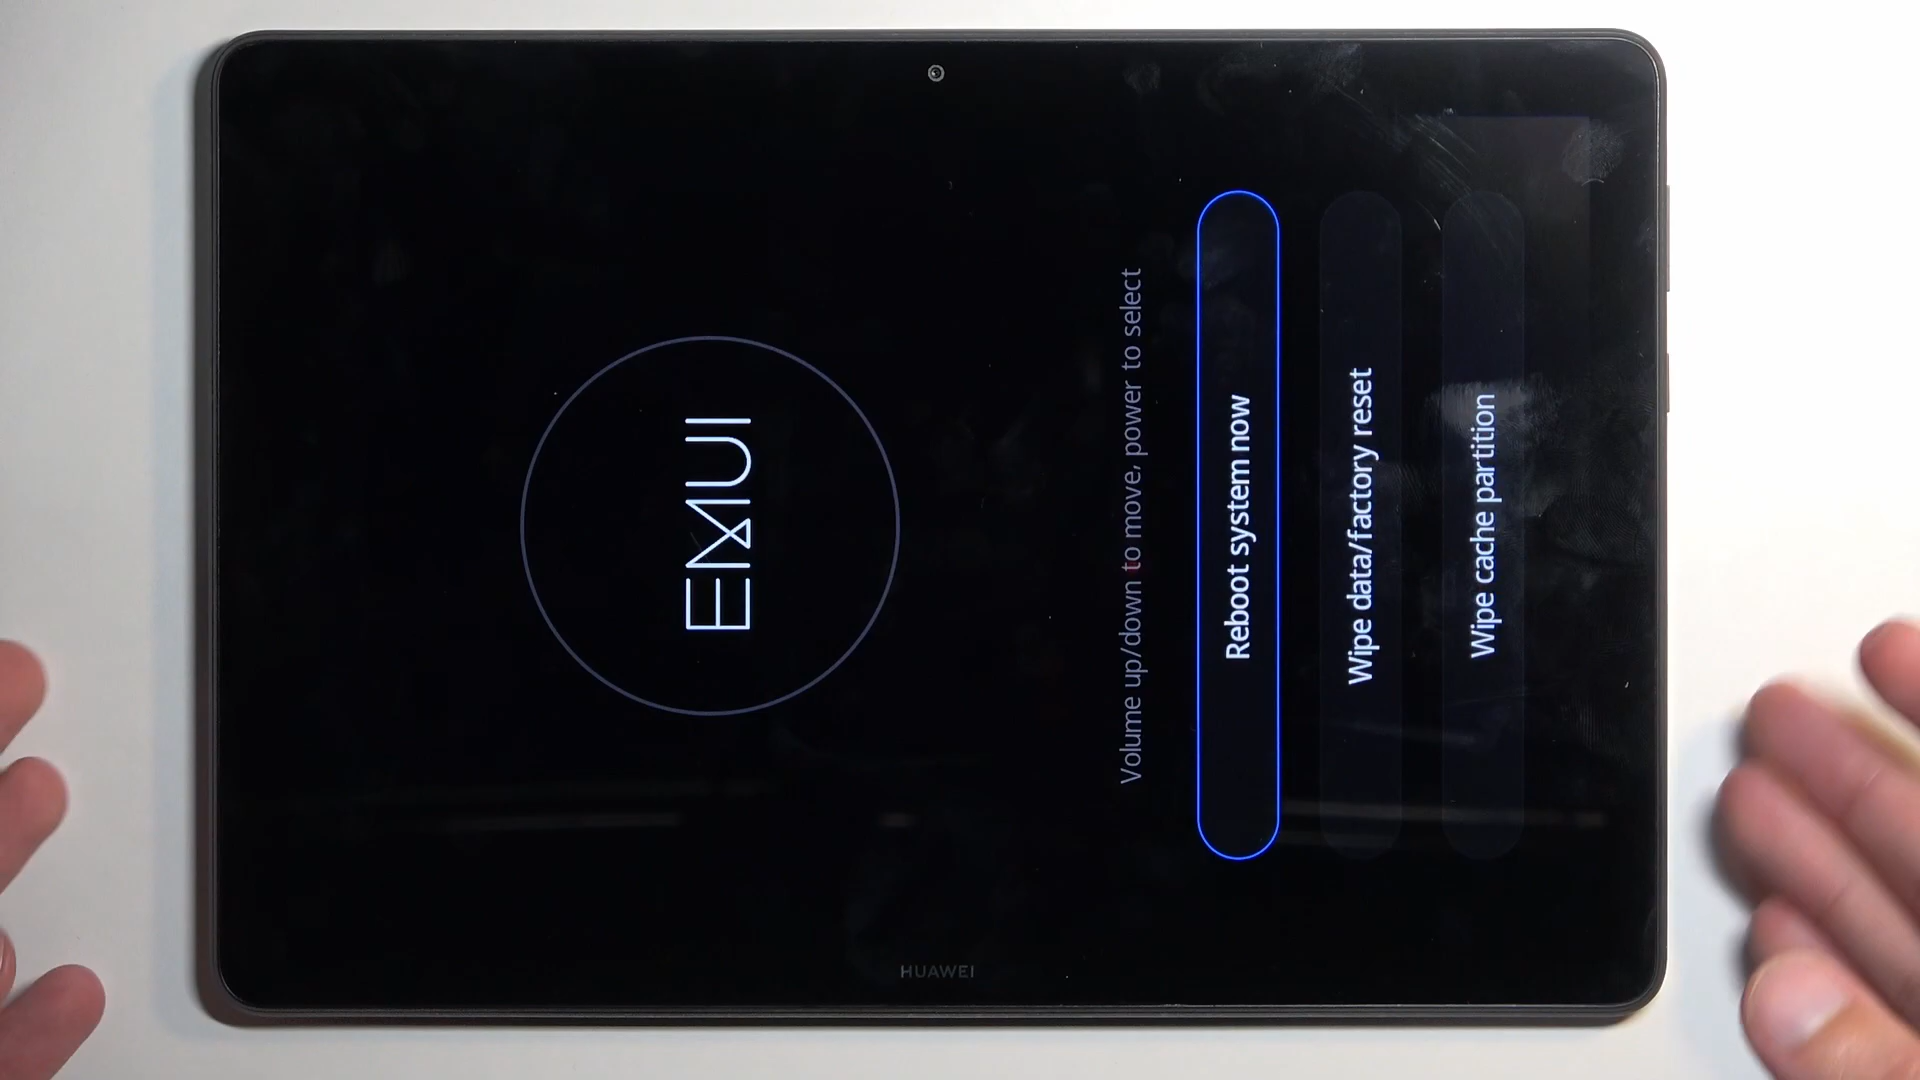 EMUI
Volume up/down to move, power to select
Reboot system now
Wipe data/factory reset
Wipe cache partition
HUAWEI